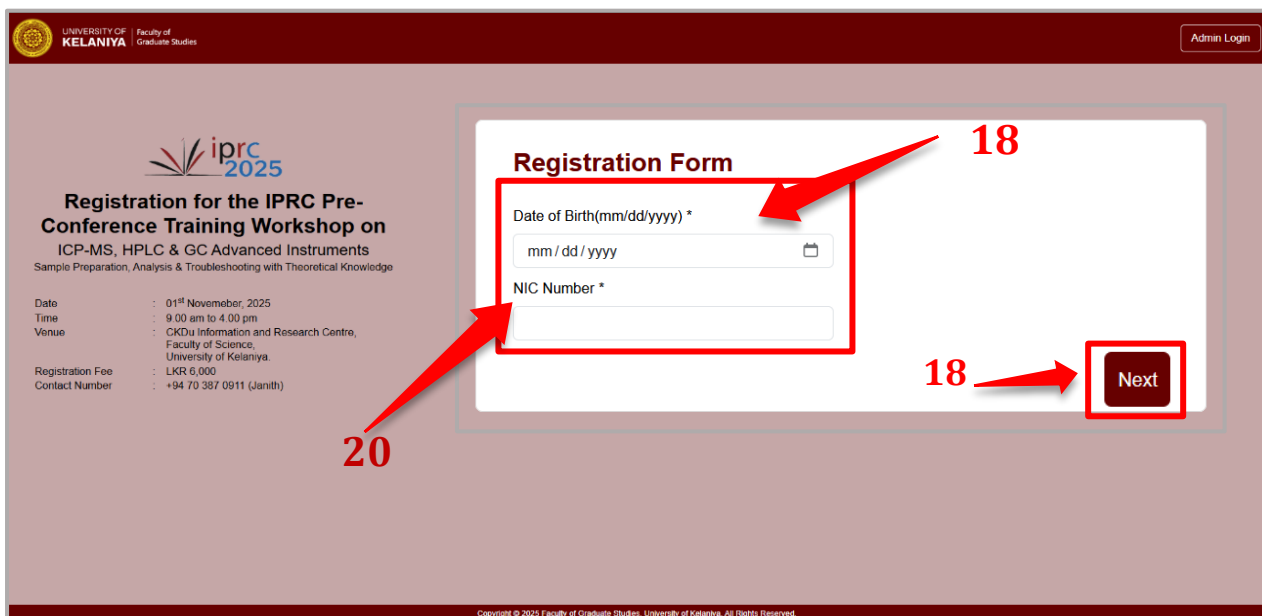 UNIVERSITY OF
KELANIYA
Faculty of
Graduate Studies
Admin Login
iprc
2025
Registration for the IPRC Pre-
Conference Training Workshop on
ICP-MS, HPLC & GC Advanced Instruments
Sample Preparation, Analysis & Troubleshooting with Theoretical Knowledge
Date : 01st Novemeber, 2025
Time : 9.00 am to 4.00 pm
Venue : CKDu Information and Research Centre,
Faculty of Science,
University of Kelaniya.
Registration Fee : LKR 6,000
Contact Number : +94 70 387 0911 (Janith)
Registration Form
18
Date of Birth(mm/dd/yyyy) *
mm / dd / yyyy
NIC Number *
18
Next
20
Copyright © 2025 Faculty of Graduate Studies, University of Kelaniya. All Rights Reserved.